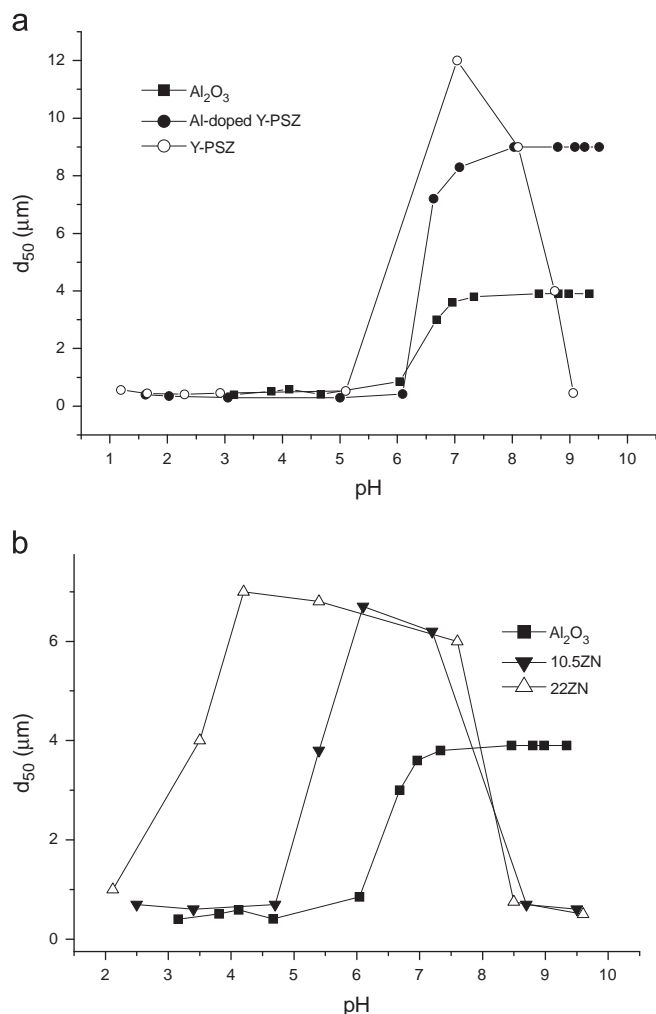 a
12
10
8
6
4
2
0
d₅₀ (μm)
Al₂O₃
Al-doped Y-PSZ
Y-PSZ
1 2 3 4 5 6 7 8 9 10
pH
b
6
4
2
0
d₅₀ (μm)
Al₂O₃
10.5ZN
22ZN
2 3 4 5 6 7 8 9 10
pH